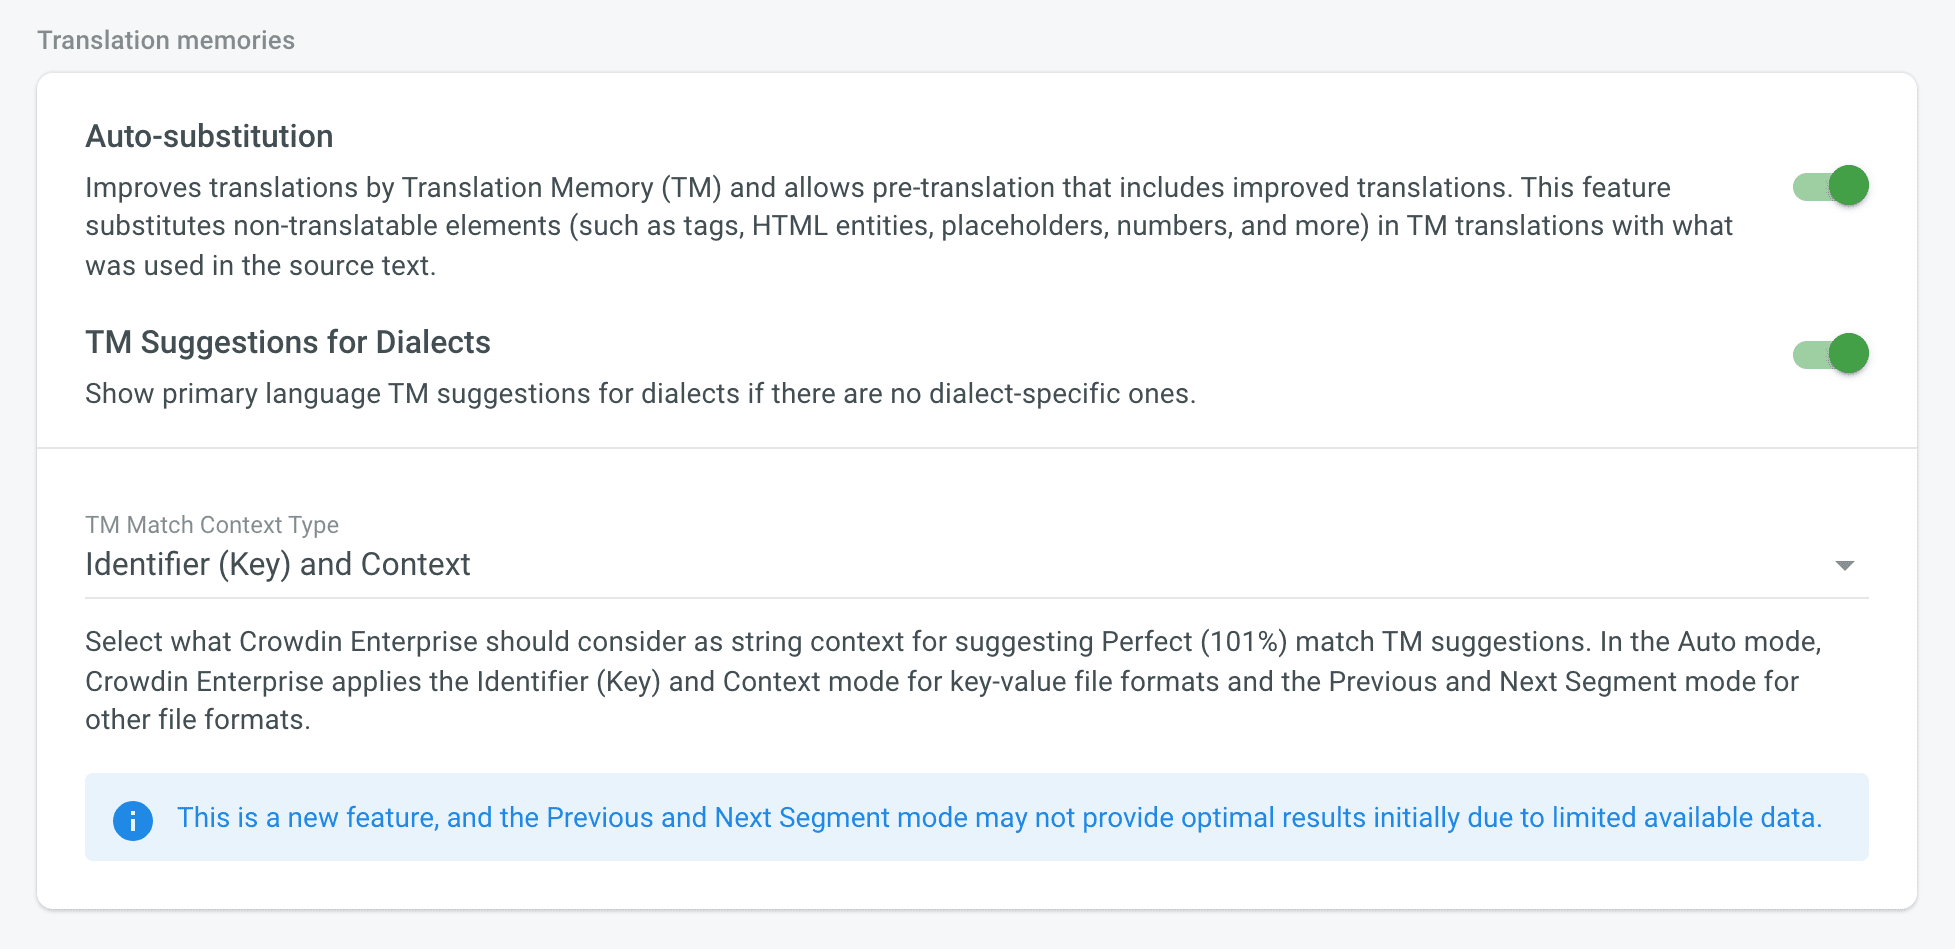 Translation memories
Auto-substitution
Improves translations by Translation Memory (TM) and allows pre-translation that includes improved translations. This feature
substitutes non-translatable elements (such as tags, HTML entities, placeholders, numbers, and more) in TM translations with what
was used in the source text.
TM Suggestions for Dialects
Show primary language TM suggestions for dialects if there are no dialect-specific ones.
TM Match Context Type
Identifier (Key) and Context
Select what Crowdin Enterprise should consider as string context for suggesting Perfect (101%) match TM suggestions. In the Auto mode,
Crowdin Enterprise applies the Identifier (Key) and Context mode for key-value file formats and the Previous and Next Segment mode for
other file formats.
This is a new feature, and the Previous and Next Segment mode may not provide optimal results initially due to limited available data.